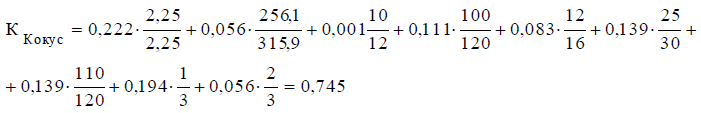 К Кокус = 0,222·2,25/2,25 + 0,056·256,1/315,9 + 0,001 10/12 + 0,111·100/120 + 0,083·12/16 + 0,139·25/30 +
+ 0,139·110/120 + 0,194·1/3 + 0,056·2/3 = 0,745